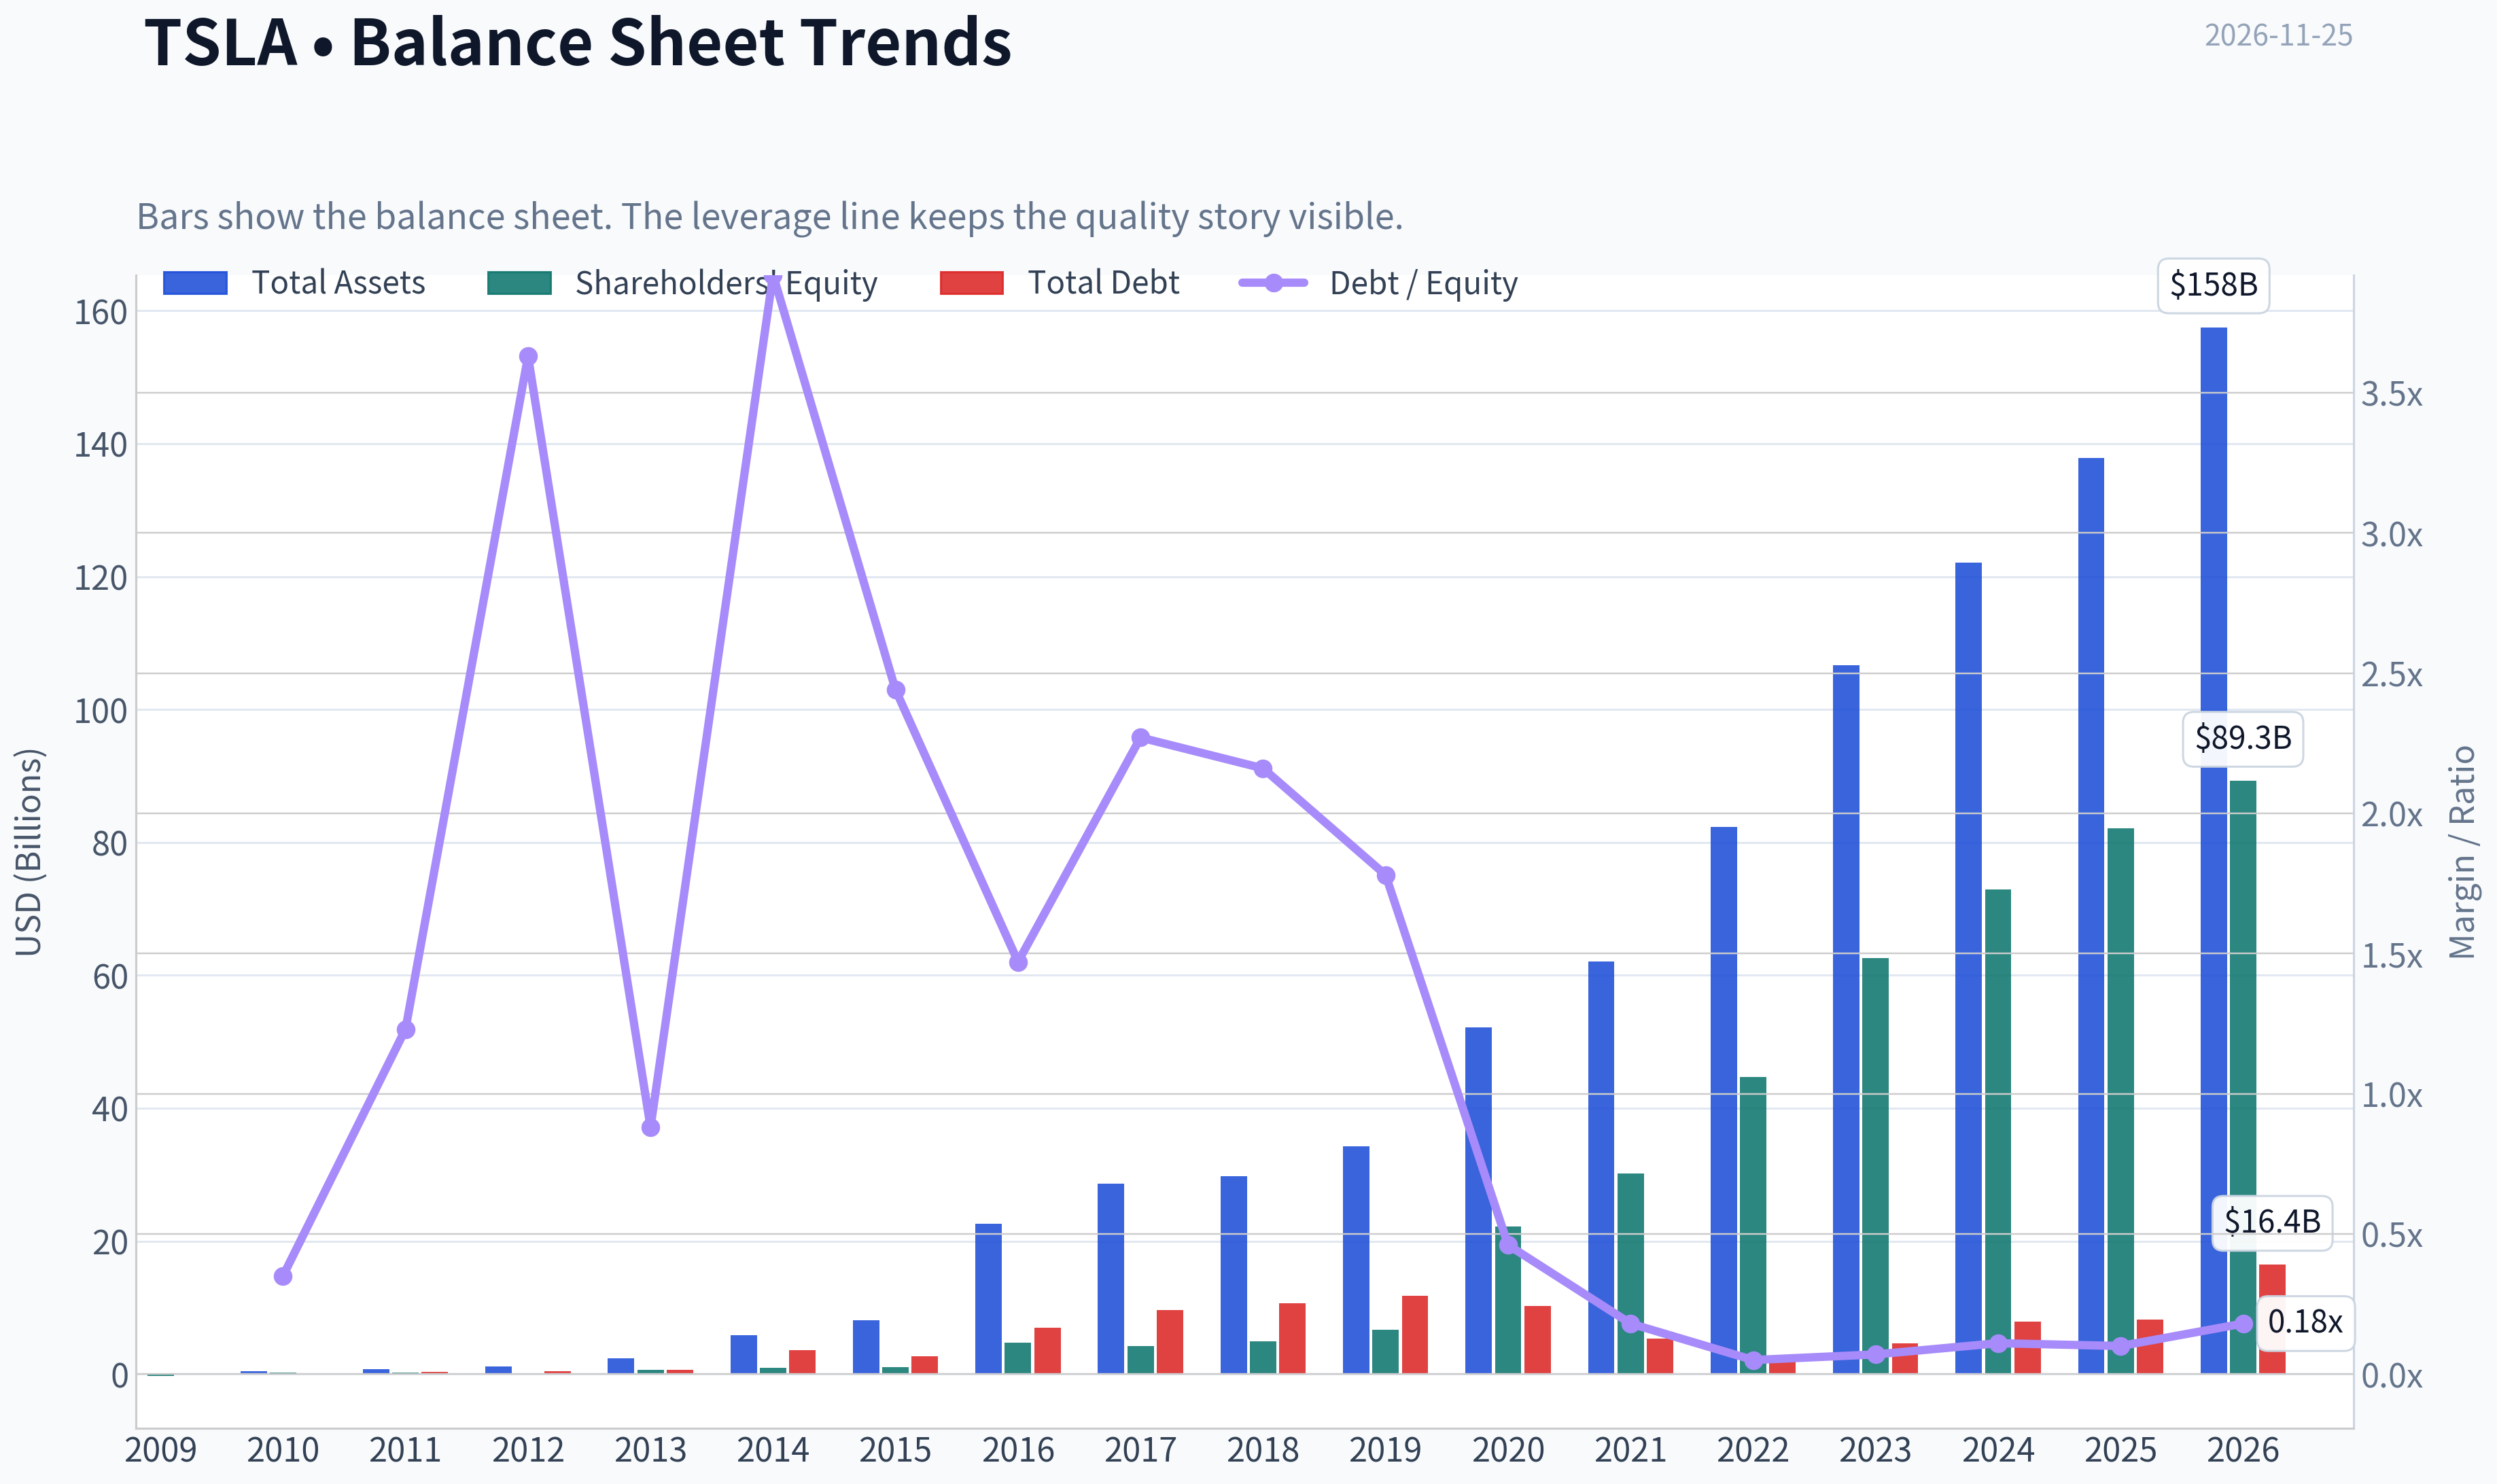 TSLA • Balance Sheet Trends
2026-11-25
Bars show the balance sheet. The leverage line keeps the quality story visible.
Total Assets Shareholders' Equity Total Debt Debt / Equity
$158B
160
3.5x
140
3.0x
120
2.5x
100
$89.3B
2.0x
80
USD (Billions)
Margin / Ratio
1.5x
60
1.0x
40
$16.4B
0.5x
20
0.18x
0
0.0x
2009 2010 2011 2012 2013 2014 2015 2016 2017 2018 2019 2020 2021 2022 2023 2024 2025 2026